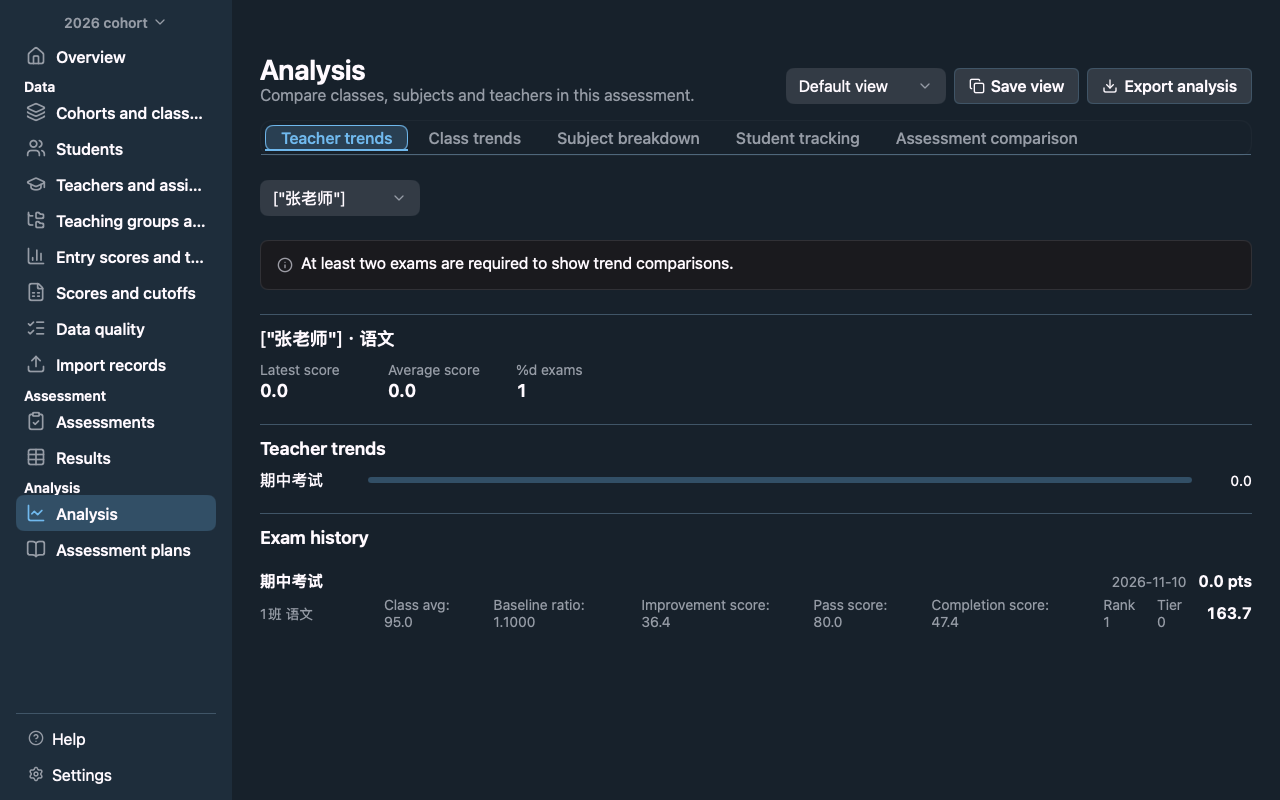 2026 cohort
Overview
Data
Cohorts and class...
Students
Teachers and assi...
Teaching groups a...
Entry scores and t...
Scores and cutoffs
Data quality
Import records
Assessment
Assessments
Results
Analysis
Analysis
Assessment plans
Help
Settings
Analysis
Compare classes, subjects and teachers in this assessment.
Default view
Save view
Export analysis
Teacher trends
Class trends
Subject breakdown
Student tracking
Assessment comparison
["张老师"]
At least two exams are required to show trend comparisons.
["张老师"] · 语文
Latest score
0.0
Average score
0.0
%d exams
1
Teacher trends
期中考试
0.0
Exam history
期中考试
2026-11-10 0.0 pts
1班 语文
Class avg:
95.0
Baseline ratio:
1.1000
Improvement score:
36.4
Pass score:
80.0
Completion score:
47.4
Rank
1
Tier
0
163.7